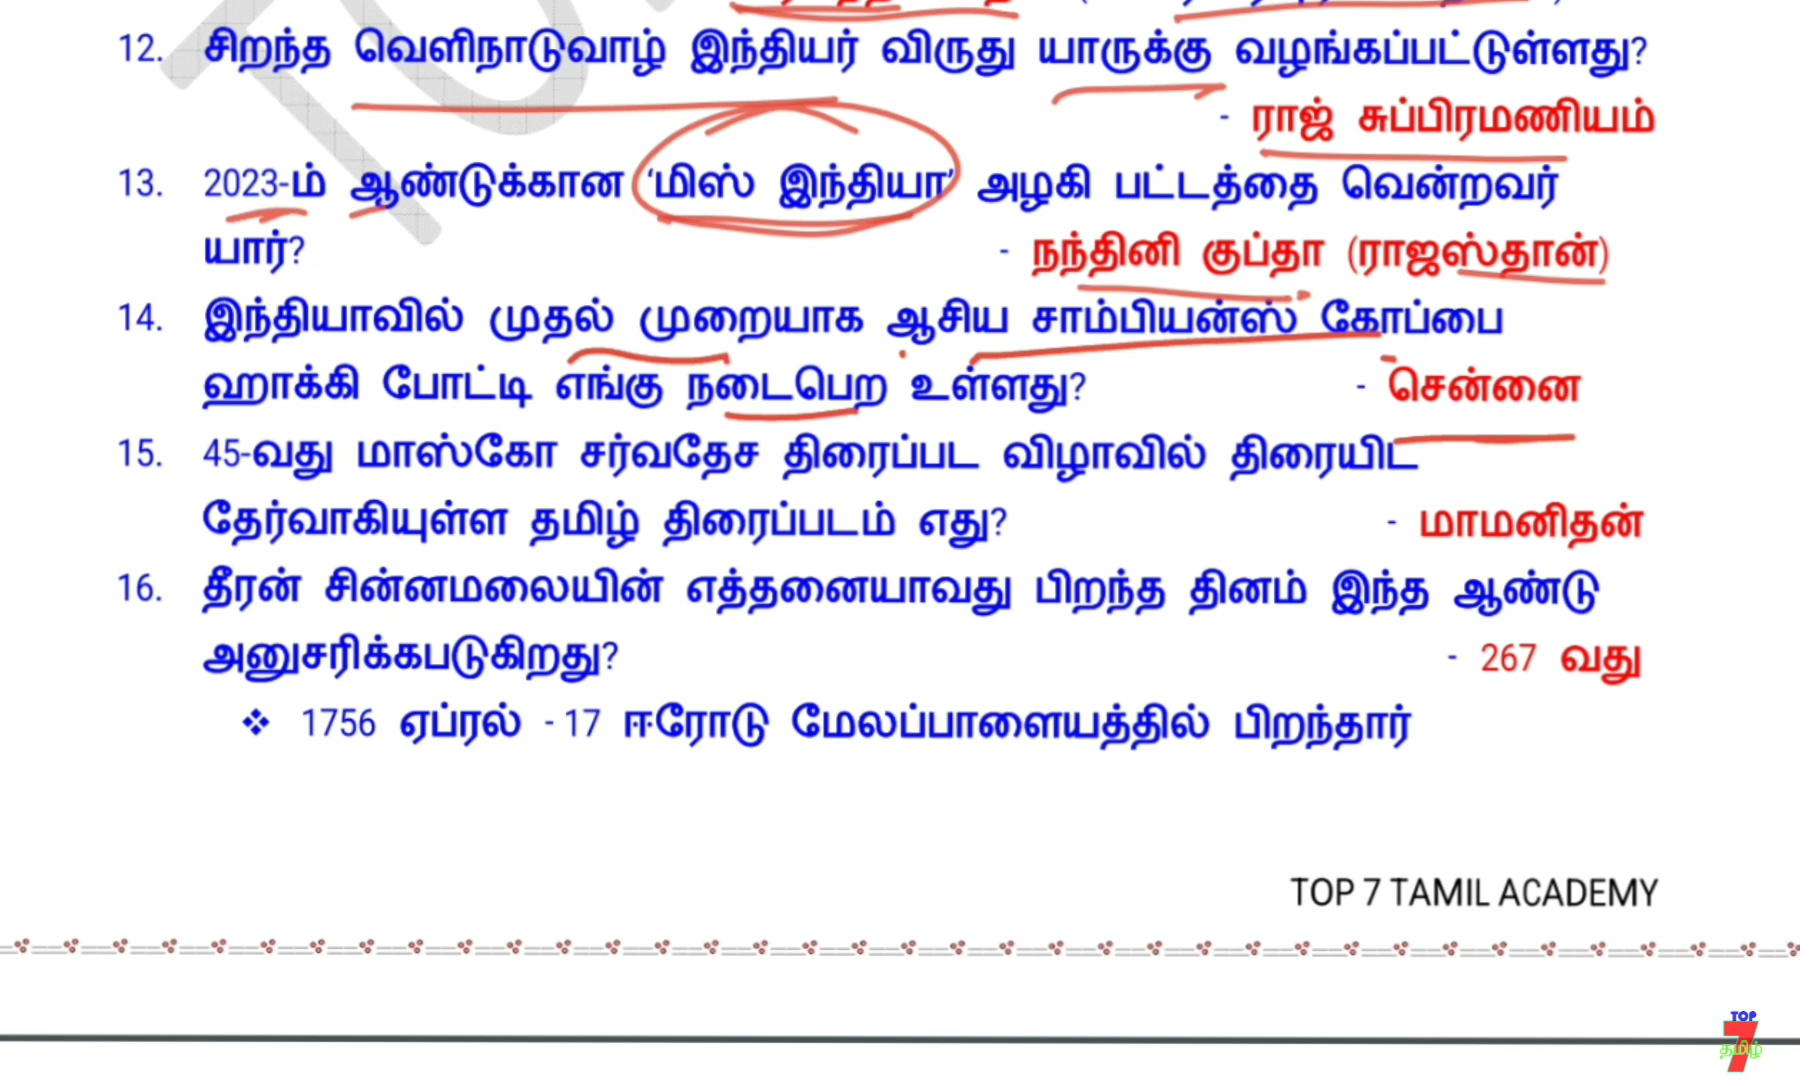 12. சிறந்த வெளிநாடுவாழ் இந்தியர் விருது யாருக்கு வழங்கப்பட்டுள்ளது?
- ராஜ் சுப்பிரமணியம்
13. 2023-ம் ஆண்டுக்கான ‘மிஸ் இந்தியா’ அழகி பட்டத்தை வென்றவர்
யார்? - நந்தினி குப்தா (ராஜஸ்தான்)
14. இந்தியாவில் முதல் முறையாக ஆசிய சாம்பியன்ஸ் கோப்பை
ஹாக்கி போட்டி எங்கு நடைபெற உள்ளது? - சென்னை
15. 45-வது மாஸ்கோ சர்வதேச திரைப்பட விழாவில் திரையிட
தேர்வாகியுள்ள தமிழ் திரைப்படம் எது? - மாமனிதன்
16. தீரன் சின்னமலையின் எத்தனையாவது பிறந்த தினம் இந்த ஆண்டு
அனுசரிக்கபடுகிறது? - 267 வது
❖ 1756 ஏப்ரல் - 17 ஈரோடு மேலப்பாளையத்தில் பிறந்தார்
TOP 7 TAMIL ACADEMY
TOP
7
தமிழ்